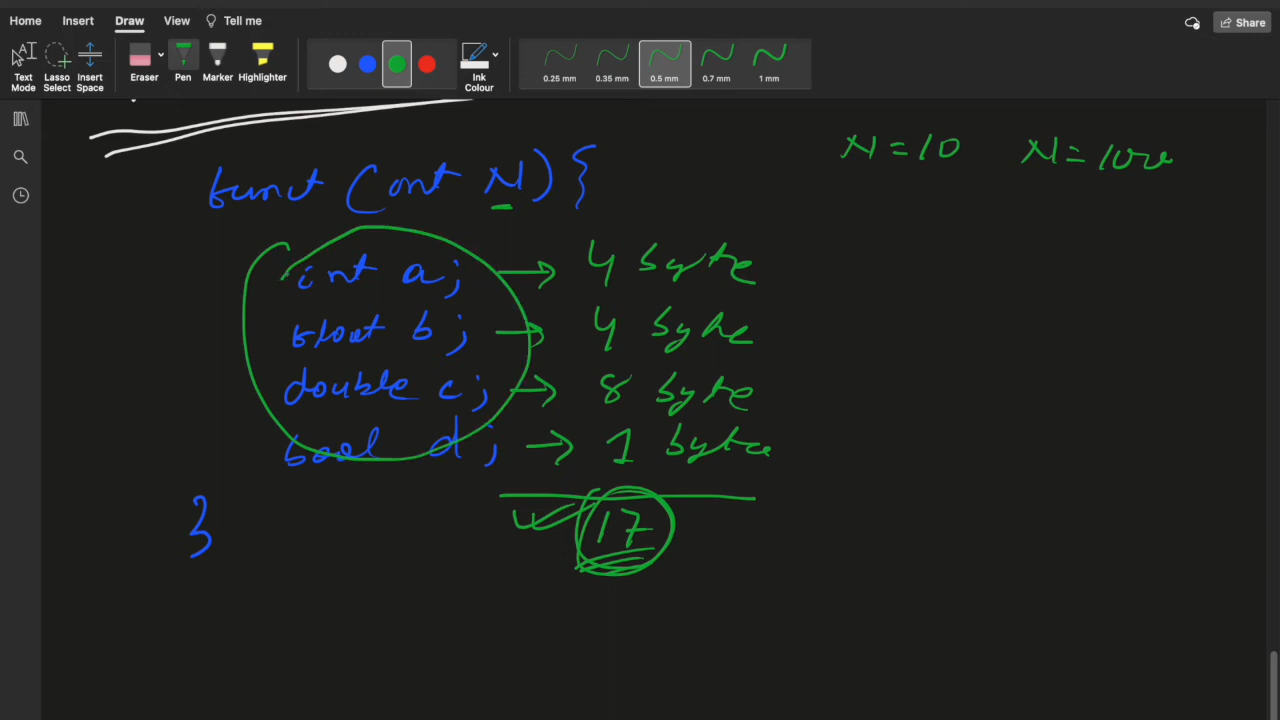 Home Insert Draw View Tell me
Share
Text Mode Lasso Select Insert Space Eraser Pen Marker Highlighter Ink Colour 0.25 mm 0.35 mm 0.5 mm 0.7 mm 1 mm
N = 10 N = 1000
funct (int N) {
int a; → 4 byte
float b; → 4 byte
double c; → 8 byte
bool d; → 1 byte
17
}